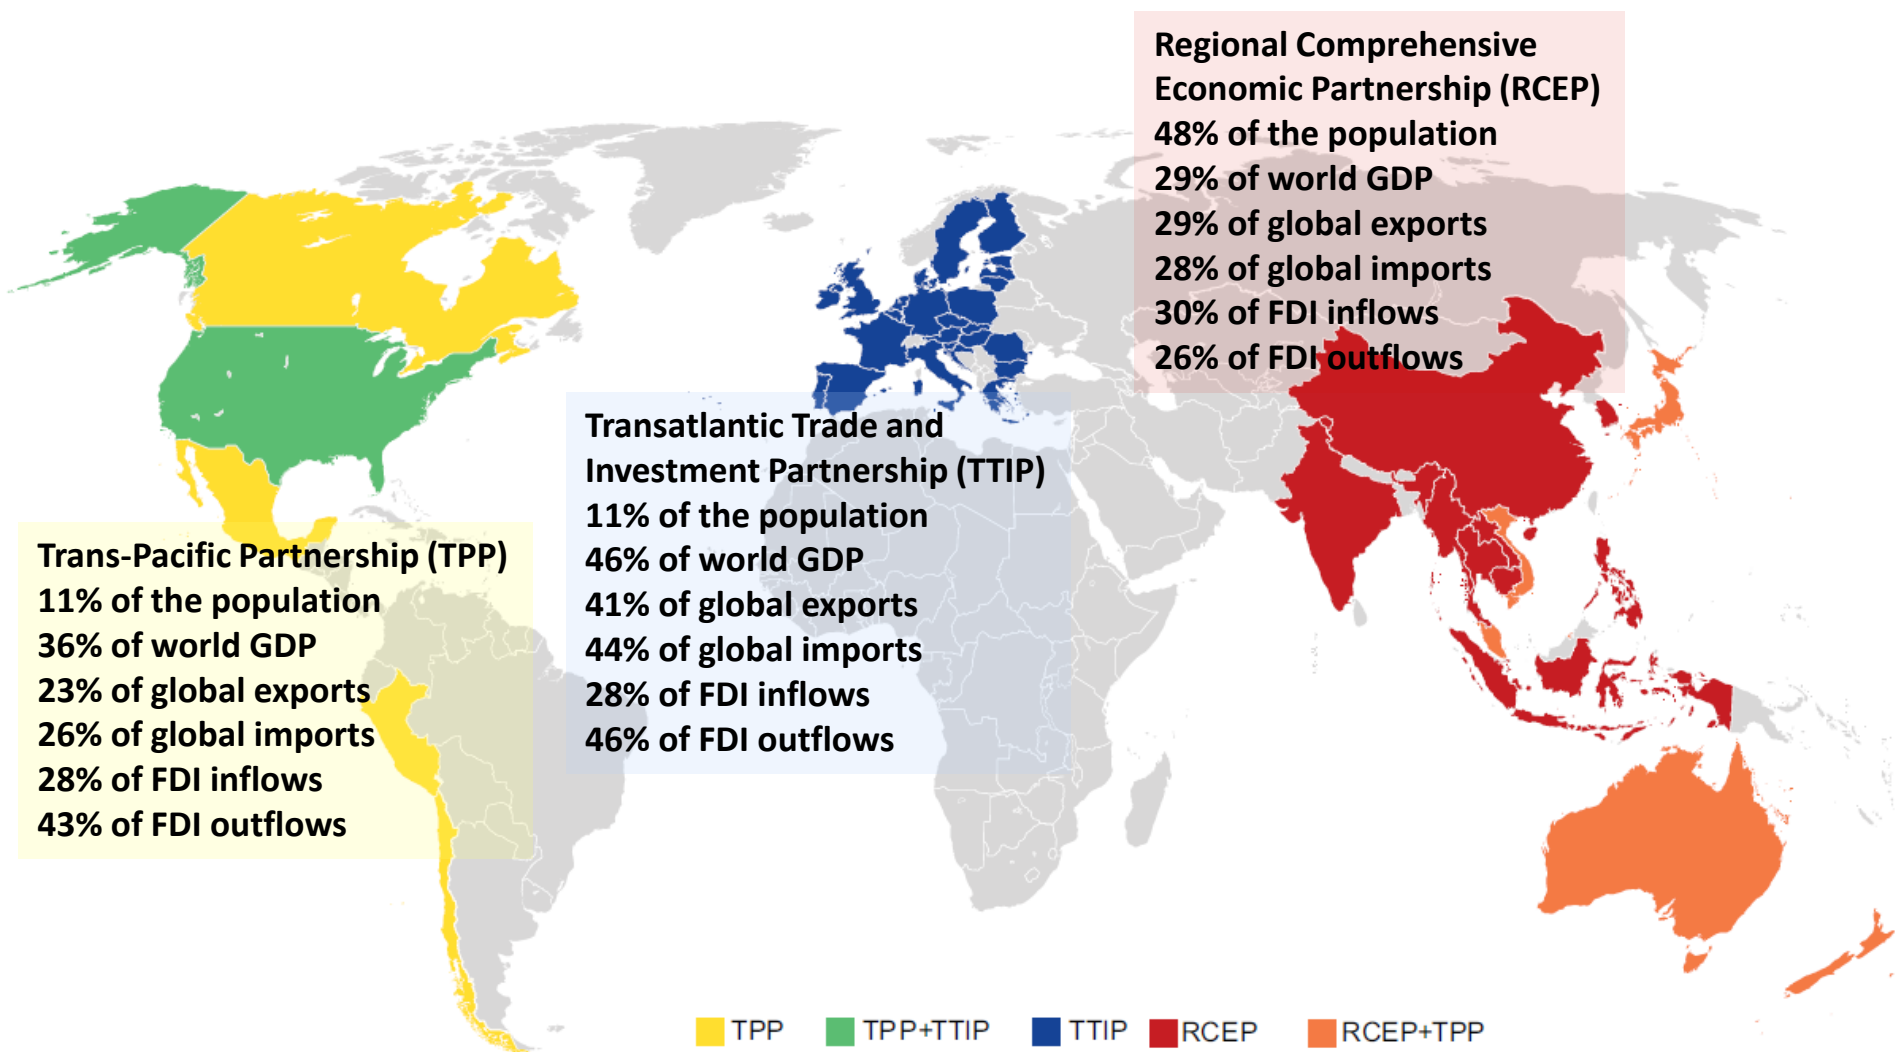 Regional Comprehensive
Economic Partnership (RCEP)
48% of the population
29% of world GDP
29% of global exports
28% of global imports
30% of FDI inflows
26% of FDI outflows
Transatlantic Trade and
Investment Partnership (TTIP)
11% of the population
46% of world GDP
41% of global exports
44% of global imports
28% of FDI inflows
46% of FDI outflows
Trans-Pacific Partnership (TPP)
11% of the population
36% of world GDP
23% of global exports
26% of global imports
28% of FDI inflows
43% of FDI outflows
TPP
TPP+TTIP
TTIP
RCEP
RCEP+TPP